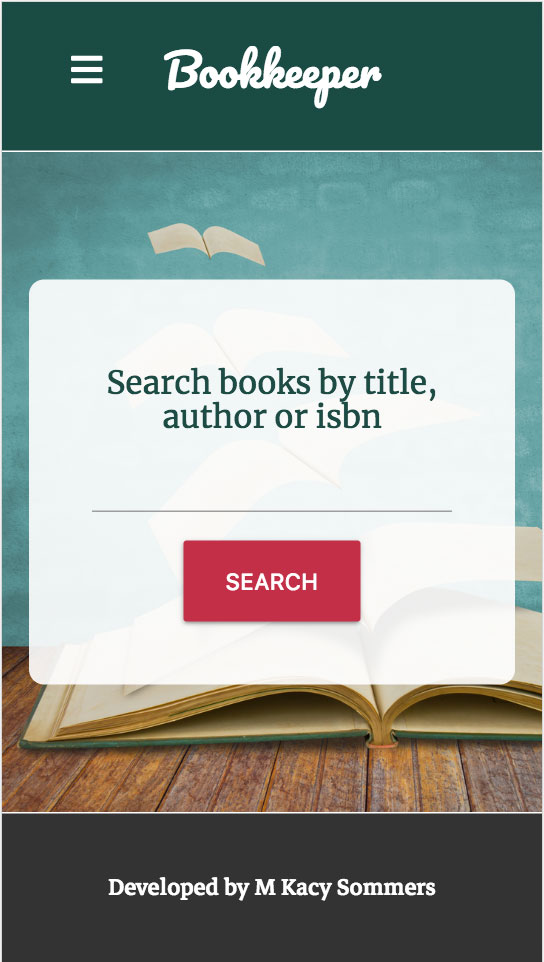 Bookkeeper
Search books by title,
author or isbn
SEARCH
Developed by M Kacy Sommers